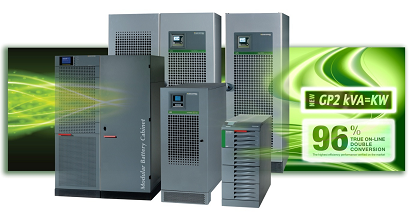 Modular Battery Cabinet
NEW GP2 kVA=KW
96%
TRUE ON-LINE
DOUBLE
CONVERSION